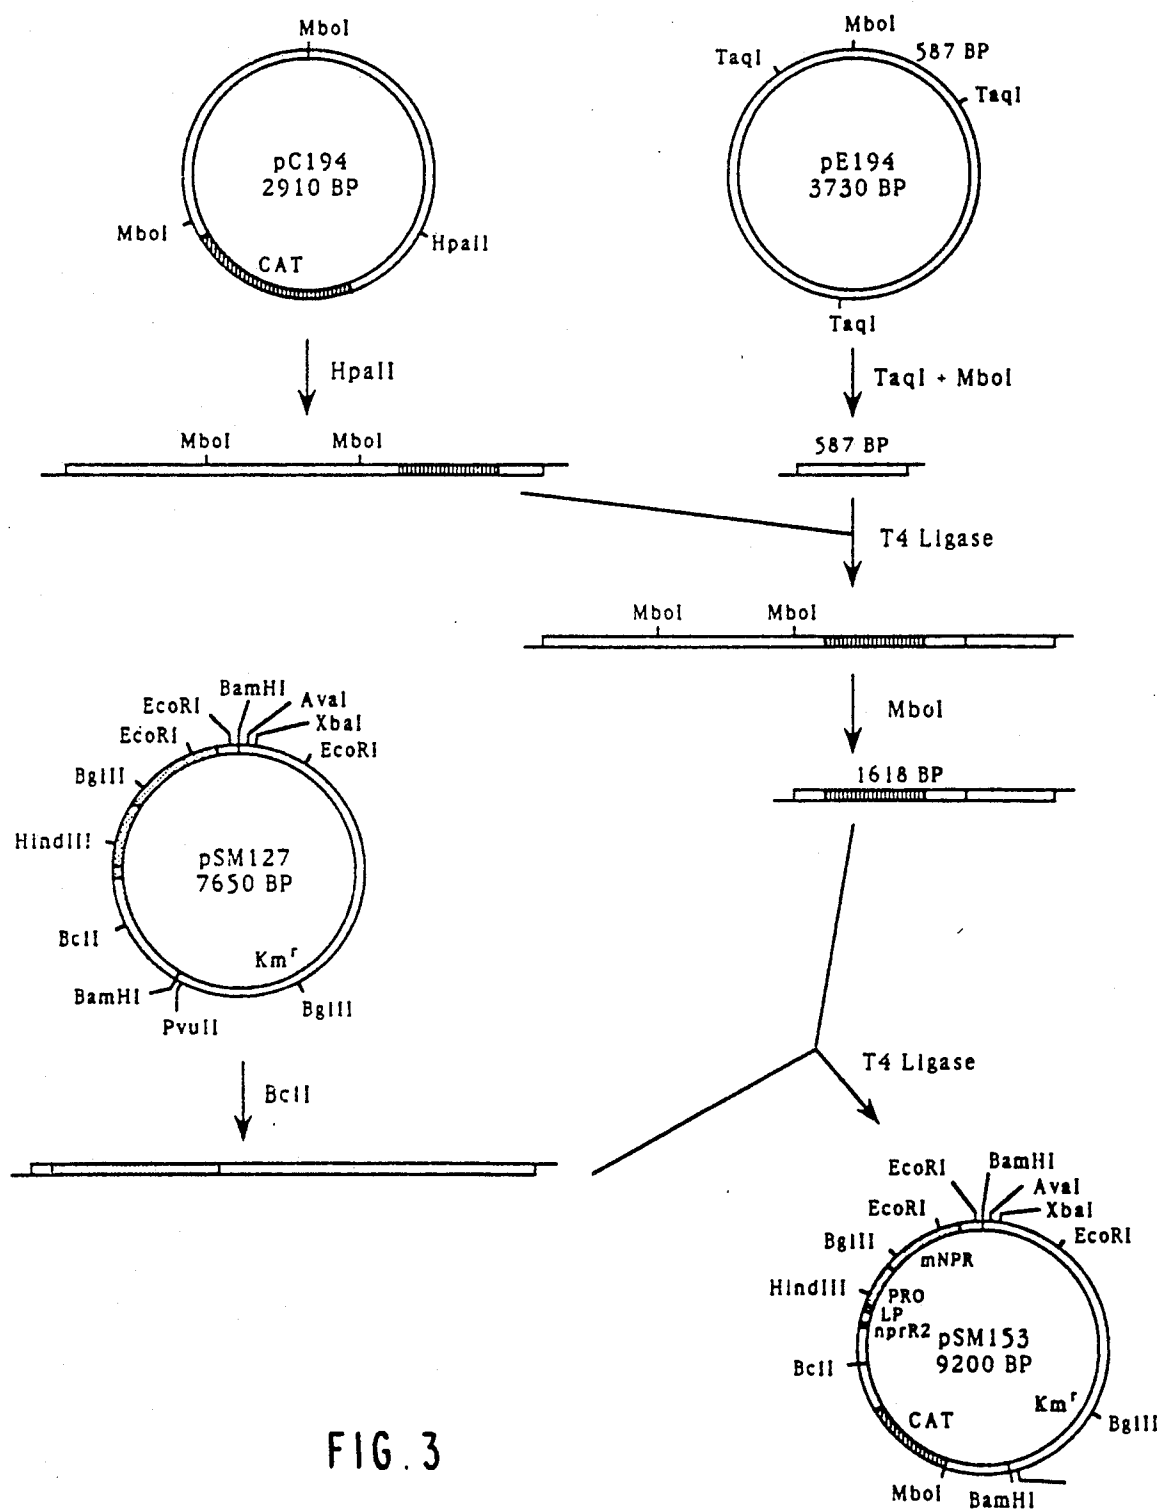 MboI
pC194
2910 BP
MboI
HpaII
CAT
HpaII
MboI
587 BP
TaqI
TaqI
pE194
3730 BP
TaqI
TaqI + MboI
MboI
MboI
587 BP
T4 Ligase
MboI
MboI
MboI
1618 BP
BamHI
EcoRI
AvaI
XbaI
EcoRI
EcoRI
BglII
HindIII
pSM127
7650 BP
BclI
Kmr
BamHI
PvuII
BglII
BclI
T4 Ligase
EcoRI
BamHI
AvaI
XbaI
EcoRI
EcoRI
BglII
mNPR
HindIII
PRO
LP
nprR2
pSM153
9200 BP
BclI
Kmr
CAT
BglII
MboI
BamHI
FIG. 3